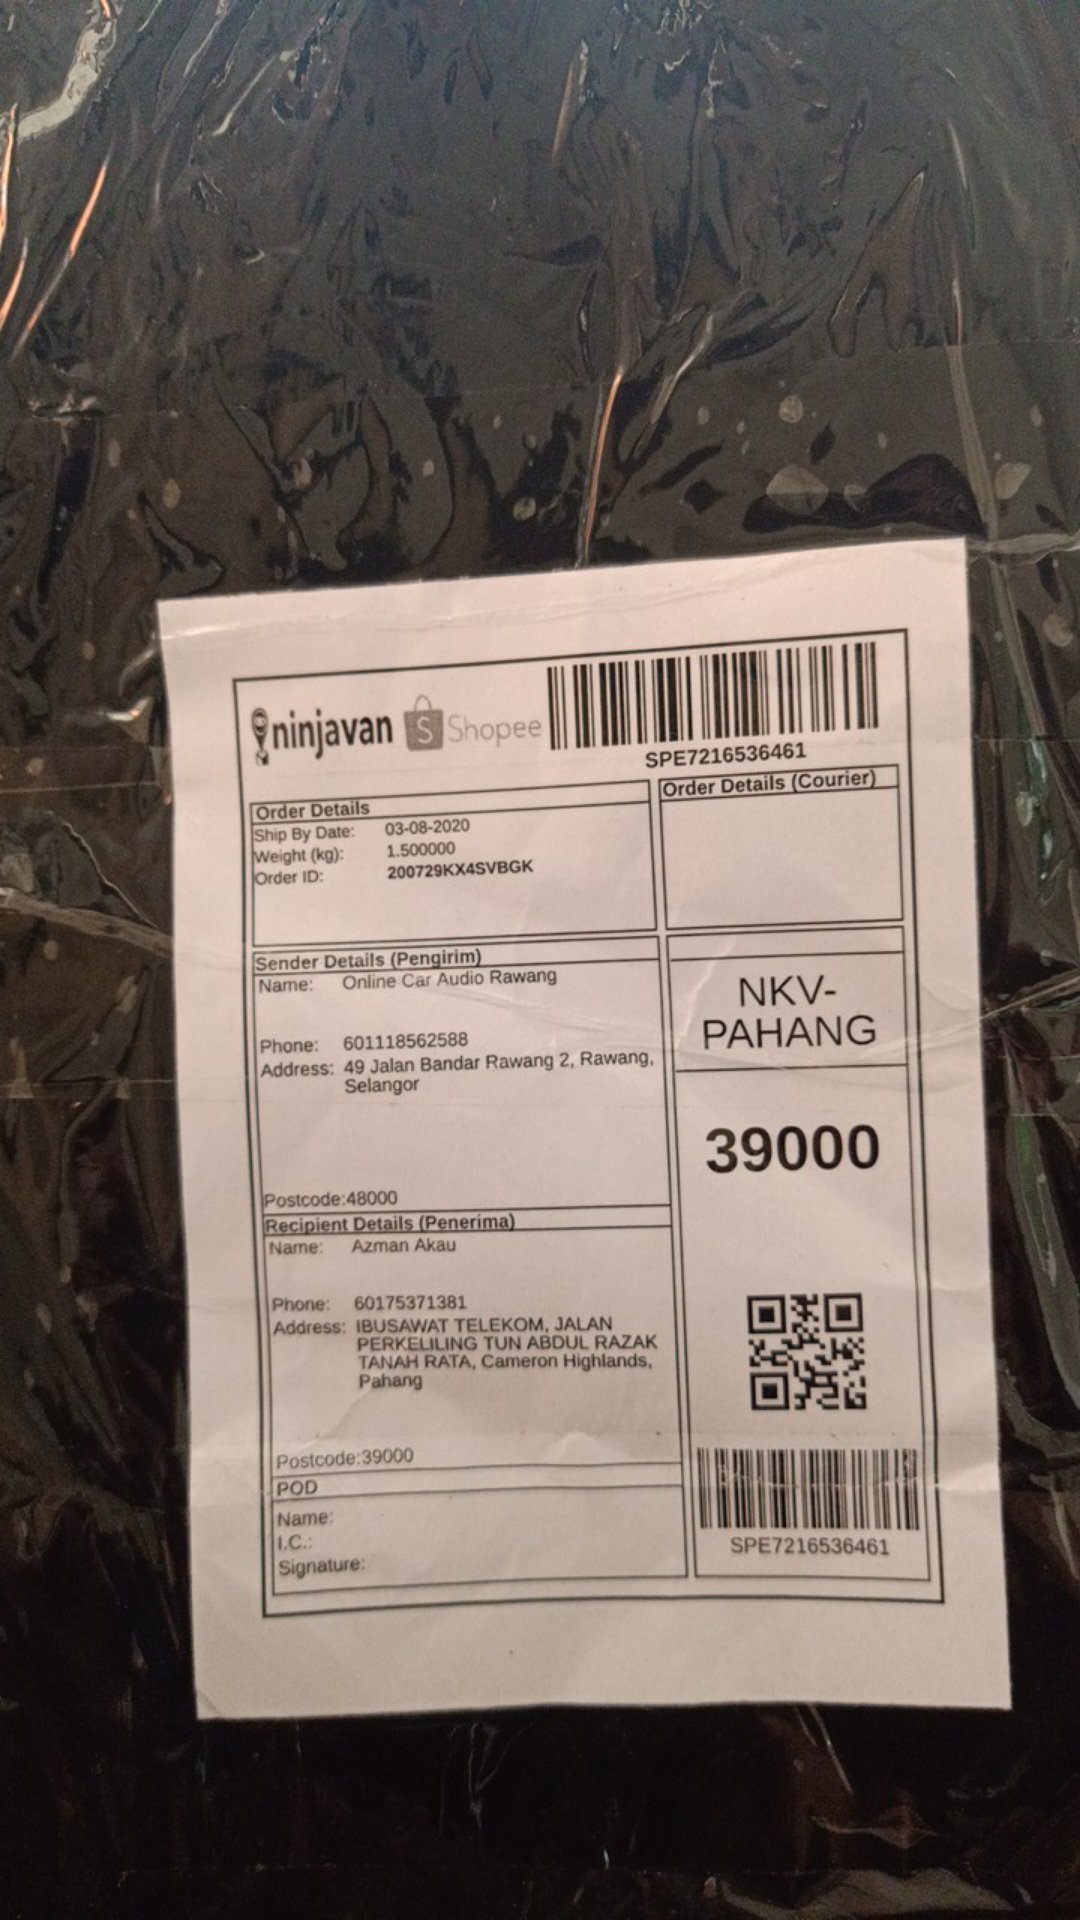 ninjavan S Shopee
SPE7216536461
Order Details
Ship By Date: 03-08-2020
Weight (kg): 1.500000
Order ID: 200729KX4SVBGK
Order Details (Courier)
Sender Details (Pengirim)
Name: Online Car Audio Rawang
Phone: 601118562588
Address: 49 Jalan Bandar Rawang 2, Rawang,
Selangor
Postcode:48000
NKV-
PAHANG
39000
Recipient Details (Penerima)
Name: Azman Akau
Phone: 60175371381
Address: IBUSAWAT TELEKOM, JALAN
PERKELILING TUN ABDUL RAZAK
TANAH RATA, Cameron Highlands,
Pahang
Postcode:39000
POD
Name:
I.C.:
Signature:
SPE7216536461